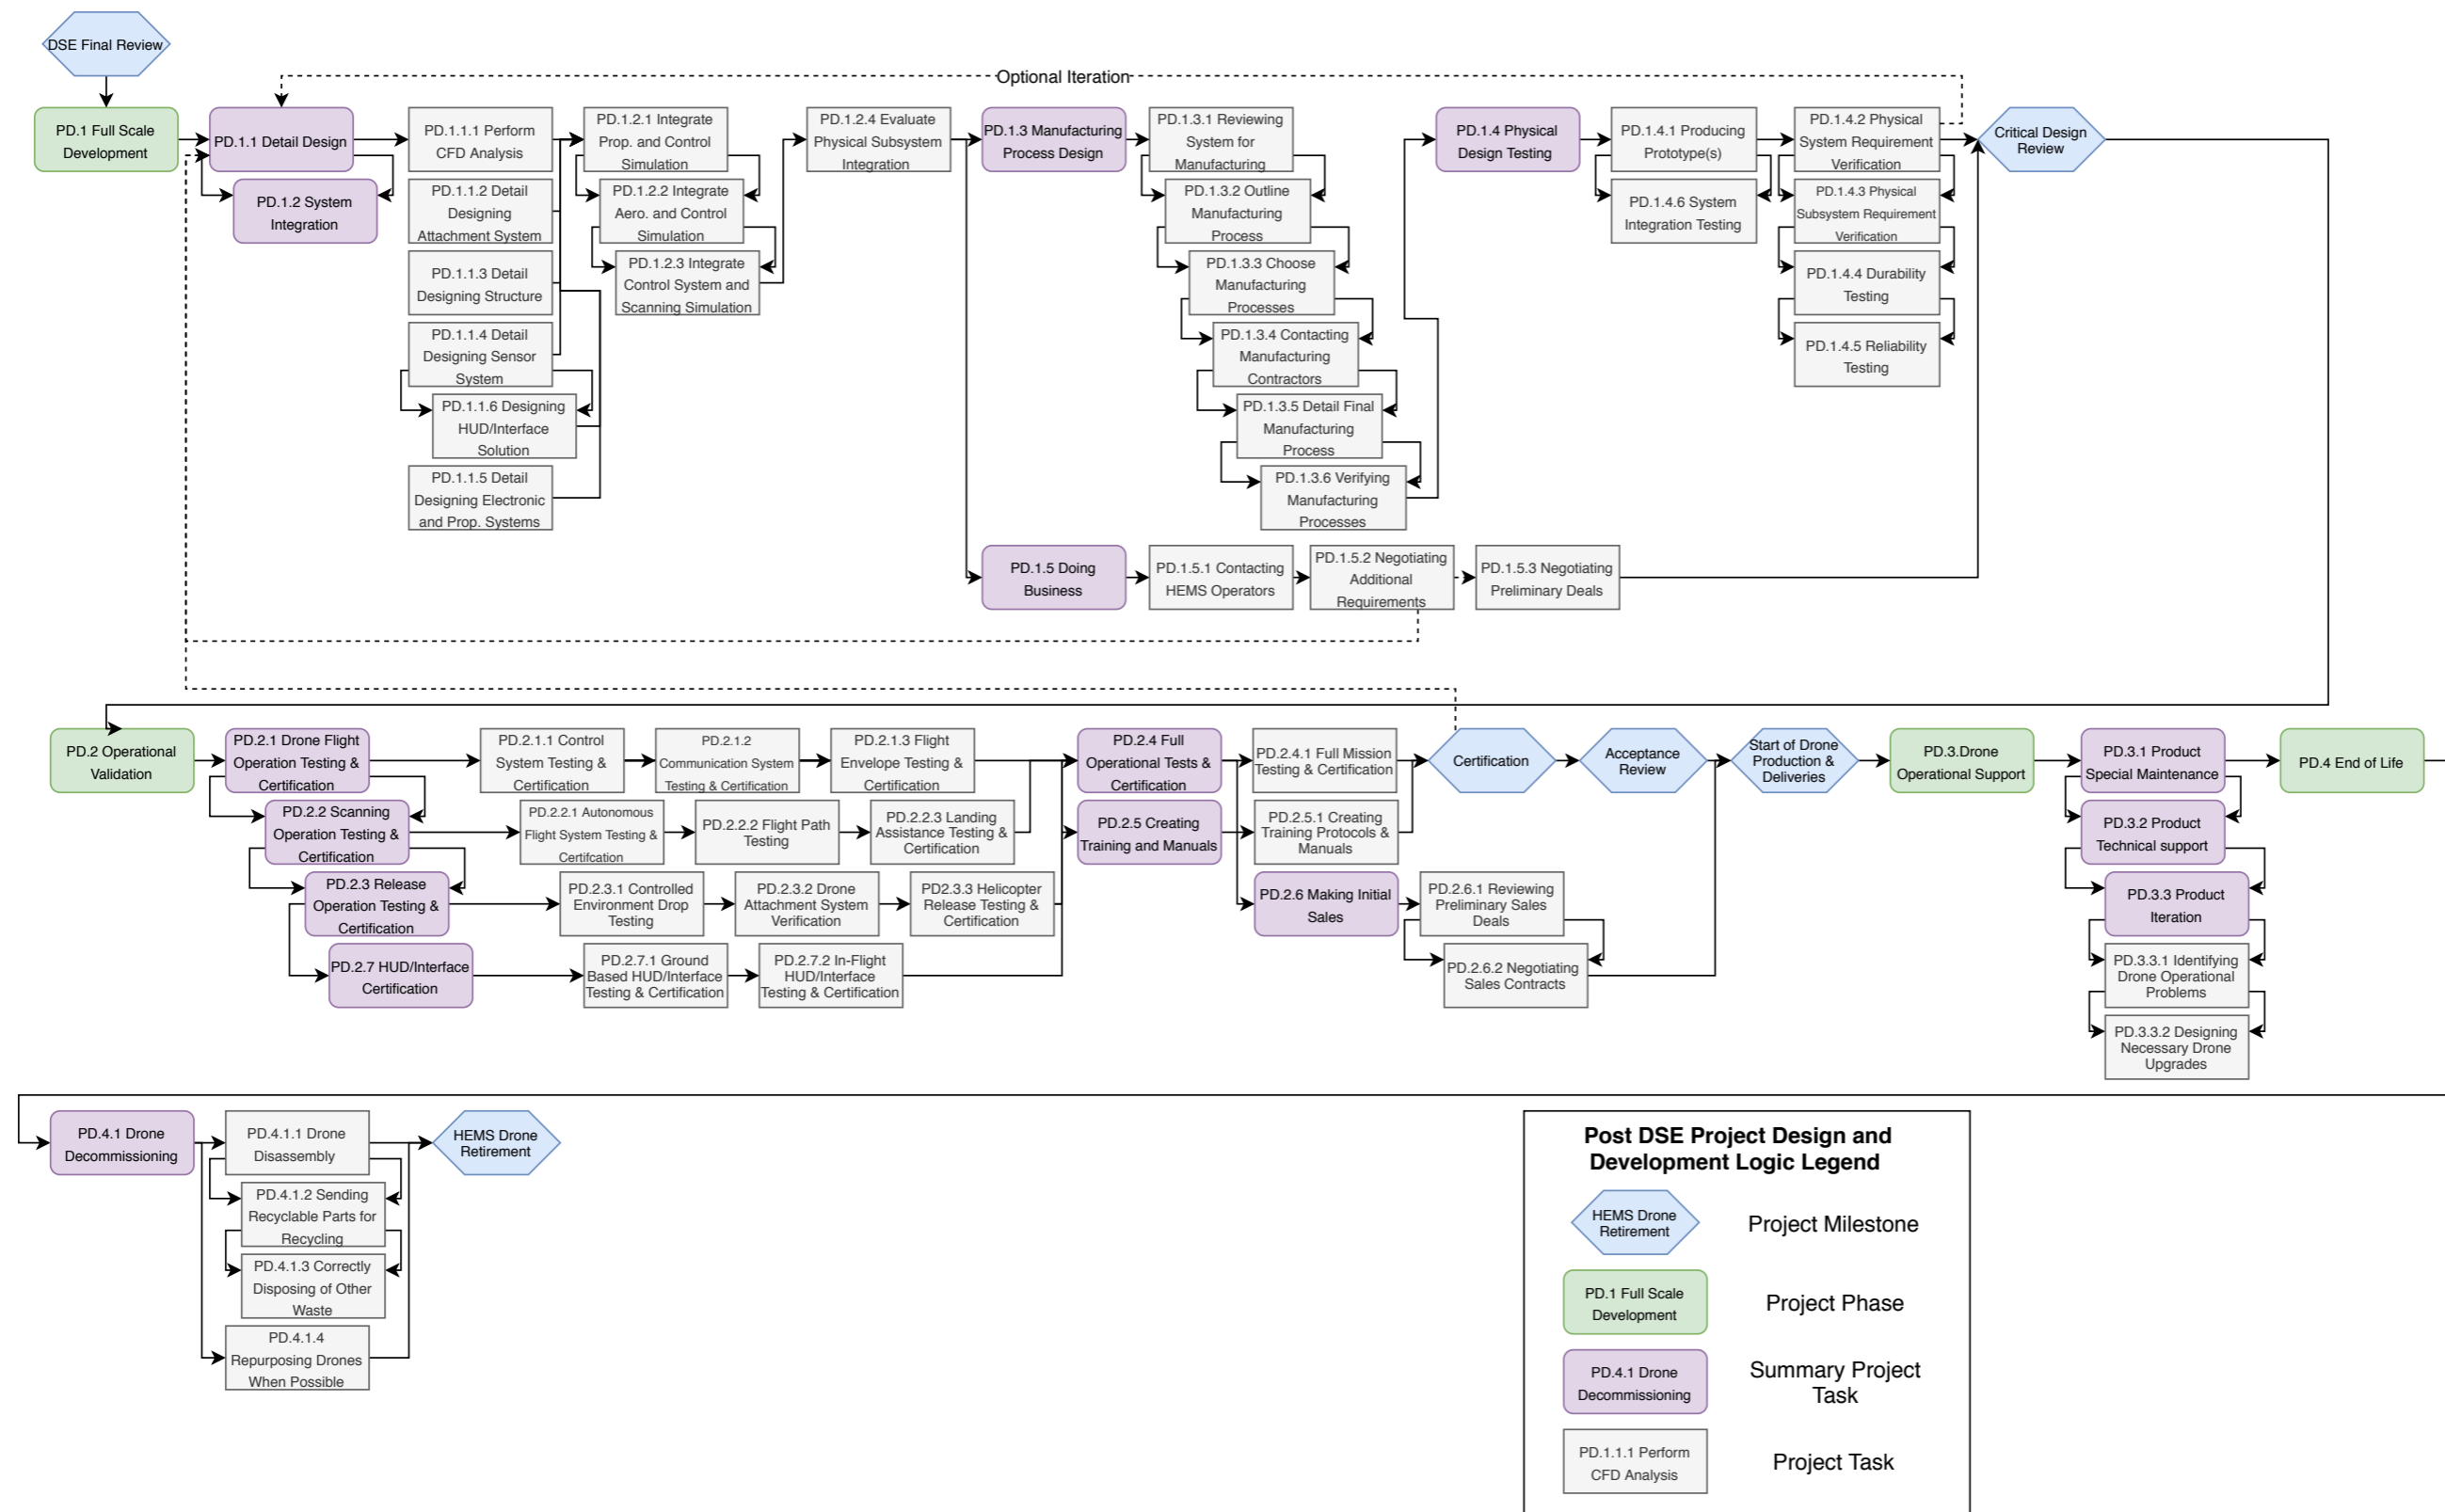 DSE Final Review
Optional Iteration
PD.1 Full Scale
Development
PD.1.1 Detail Design
PD.1.2 System
Integration
PD.1.1.1 Perform
CFD Analysis
PD.1.1.2 Detail
Designing
Attachment System
PD.1.1.3 Detail
Designing Structure
PD.1.1.4 Detail
Designing Sensor
System
PD.1.1.6 Designing
HUD/Interface
Solution
PD.1.1.5 Detail
Designing Electronic
and Prop. Systems
PD.1.2.1 Integrate
Prop. and Control
Simulation
PD.1.2.2 Integrate
Aero. and Control
Simulation
PD.1.2.3 Integrate
Control System and
Scanning Simulation
PD.1.2.4 Evaluate
Physical Subsystem
Integration
PD.1.3 Manufacturing
Process Design
PD.1.3.1 Reviewing
System for
Manufacturing
PD.1.3.2 Outline
Manufacturing
Process
PD.1.3.3 Choose
Manufacturing
Processes
PD.1.3.4 Contacting
Manufacturing
Contractors
PD.1.3.5 Detail Final
Manufacturing
Process
PD.1.3.6 Verifying
Manufacturing
Processes
PD.1.4 Physical
Design Testing
PD.1.4.1 Producing
Prototype(s)
PD.1.4.6 System
Integration Testing
PD.1.4.2 Physical
System Requirement
Verification
PD.1.4.3 Physical
Subsystem Requirement
Verification
PD.1.4.4 Durability
Testing
PD.1.4.5 Reliability
Testing
Critical Design
Review
PD.1.5 Doing
Business
PD.1.5.1 Contacting
HEMS Operators
PD.1.5.2 Negotiating
Additional
Requirements
PD.1.5.3 Negotiating
Preliminary Deals
PD.2 Operational
Validation
PD.2.1 Drone Flight
Operation Testing &
Certification
PD.2.1.1 Control
System Testing &
Certification
PD.2.1.2
Communication System
Testing & Certification
PD.2.1.3 Flight
Envelope Testing &
Certification
PD.2.2 Scanning
Operation Testing &
Certification
PD.2.2.1 Autonomous
Flight System Testing &
Certifcation
PD.2.2.2 Flight Path
Testing
PD.2.2.3 Landing
Assistance Testing &
Certification
PD.2.3 Release
Operation Testing &
Certification
PD.2.3.1 Controlled
Environment Drop
Testing
PD.2.3.2 Drone
Attachment System
Verification
PD2.3.3 Helicopter
Release Testing &
Certification
PD.2.7 HUD/Interface
Certification
PD.2.7.1 Ground
Based HUD/Interface
Testing & Certification
PD.2.7.2 In-Flight
HUD/Interface
Testing & Certification
PD.2.4 Full
Operational Tests &
Certification
PD.2.4.1 Full Mission
Testing & Certification
PD.2.5 Creating
Training and Manuals
PD.2.5.1 Creating
Training Protocols &
Manuals
PD.2.6 Making Initial
Sales
PD.2.6.1 Reviewing
Preliminary Sales
Deals
PD.2.6.2 Negotiating
Sales Contracts
Certification
Acceptance
Review
Start of Drone
Production &
Deliveries
PD.3.Drone
Operational Support
PD.3.1 Product
Special Maintenance
PD.3.2 Product
Technical support
PD.3.3 Product
Iteration
PD.3.3.1 Identifying
Drone Operational
Problems
PD.3.3.2 Designing
Necessary Drone
Upgrades
PD.4 End of Life
PD.4.1 Drone
Decommissioning
PD.4.1.1 Drone
Disassembly
PD.4.1.2 Sending
Recyclable Parts for
Recycling
PD.4.1.3 Correctly
Disposing of Other
Waste
PD.4.1.4
Repurposing Drones
When Possible
HEMS Drone
Retirement
Post DSE Project Design and
Development Logic Legend
HEMS Drone
Retirement
Project Milestone
PD.1 Full Scale
Development
Project Phase
PD.4.1 Drone
Decommissioning
Summary Project
Task
PD.1.1.1 Perform
CFD Analysis
Project Task